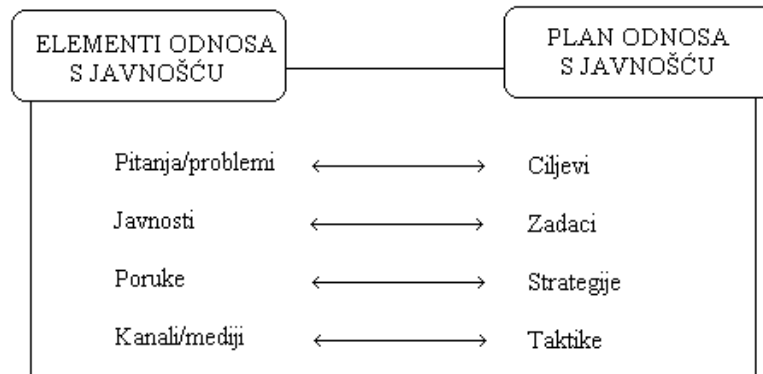 ELEMENTI ODNOSA
S JAVNOŠĆU
PLAN ODNOSA
S JAVNOŠĆU
Pitanja/problemi
Ciljevi
Javnosti
Zadaci
Poruke
Strategije
Kanali/mediji
Taktike